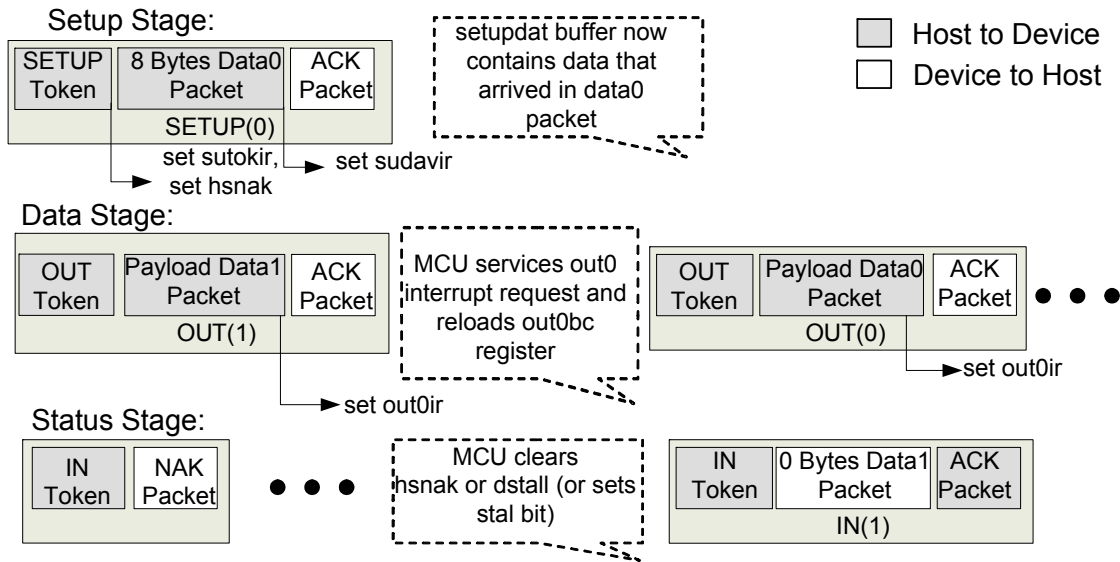 Setup Stage:
SETUP
Token
8 Bytes Data0
Packet
ACK
Packet
SETUP(0)
set sutokir,
set hsnak
set sudavir
setupdat buffer now
contains data that
arrived in data0
packet
Host to Device
Device to Host
Data Stage:
OUT
Token
Payload Data1
Packet
ACK
Packet
OUT(1)
set out0ir
MCU services out0
interrupt request and
reloads out0bc
register
OUT
Token
Payload Data0
Packet
ACK
Packet
OUT(0)
set out0ir
Status Stage:
IN
Token
NAK
Packet
MCU clears
hsnak or dstall (or sets
stal bit)
IN
Token
0 Bytes Data1
Packet
ACK
Packet
IN(1)